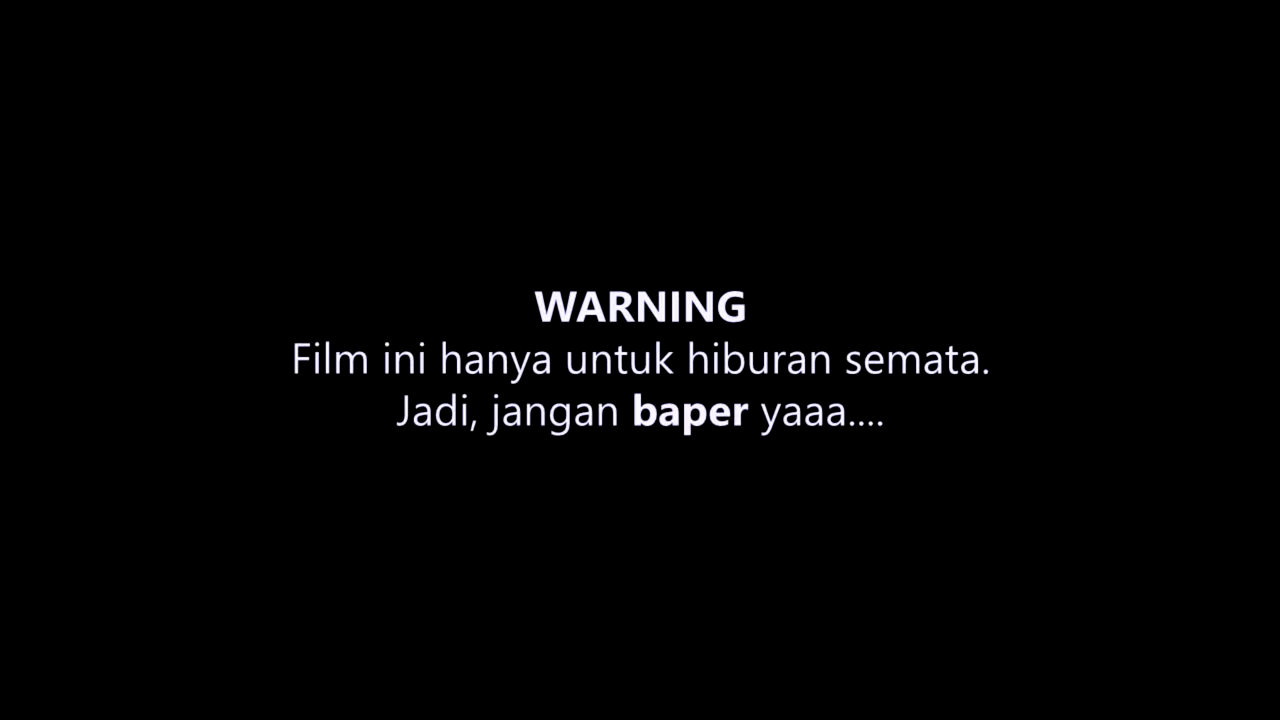 WARNING
Film ini hanya untuk hiburan semata.
Jadi, jangan baper yaaa....